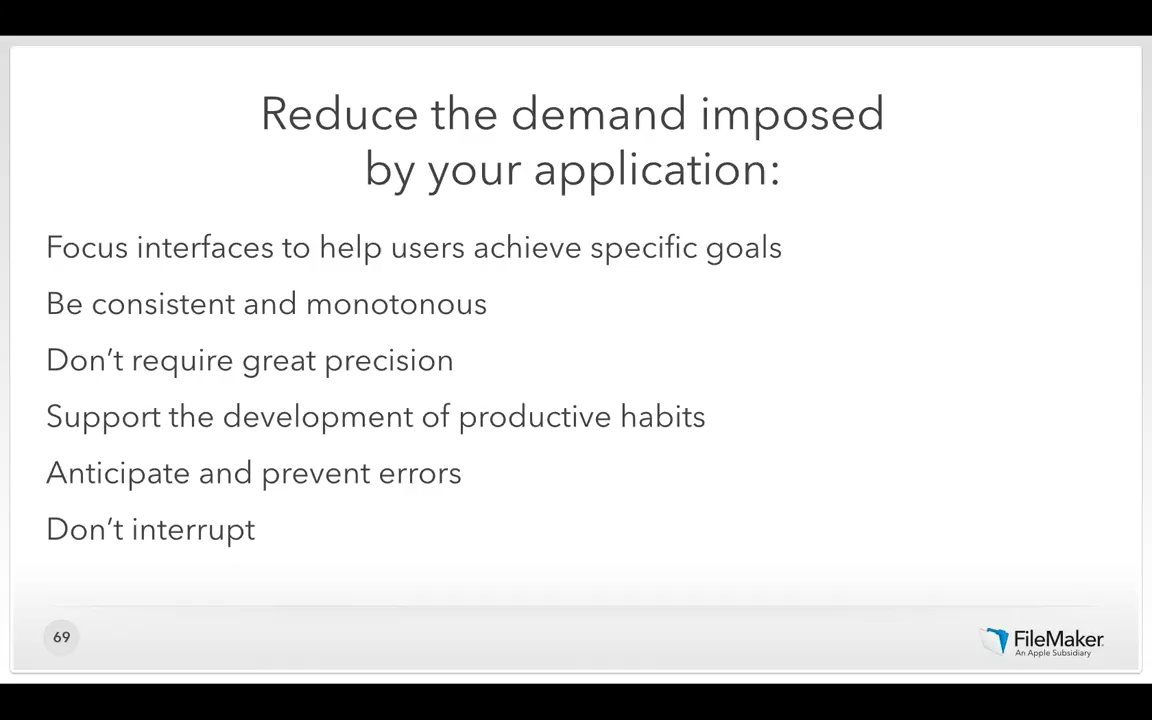 Reduce the demand imposed
by your application:
Focus interfaces to help users achieve specific goals
Be consistent and monotonous
Don’t require great precision
Support the development of productive habits
Anticipate and prevent errors
Don’t interrupt
69
FileMaker
An Apple Subsidiary